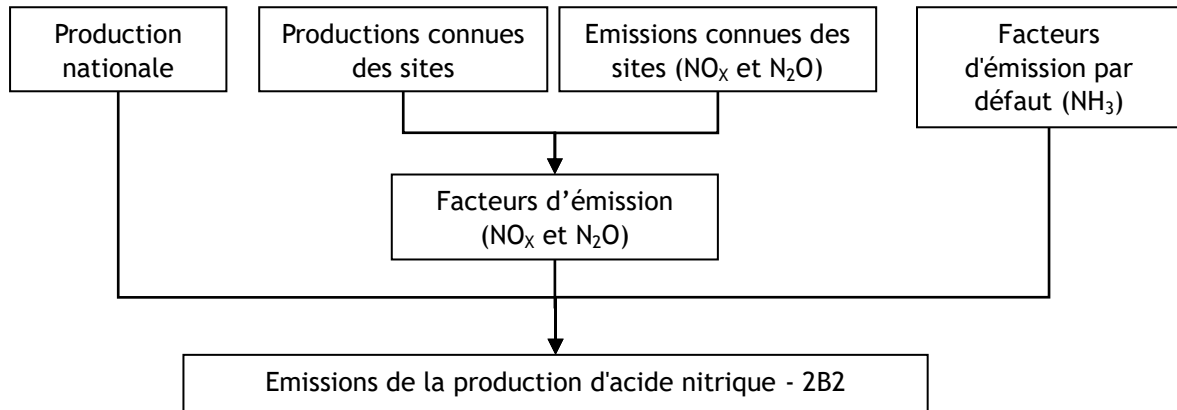 Production
nationale
Productions connues
des sites
Emissions connues des
sites (NOX et N2O)
Facteurs
d'émission par
défaut (NH3)
Facteurs d’émission
(NOX et N2O)
Emissions de la production d'acide nitrique - 2B2